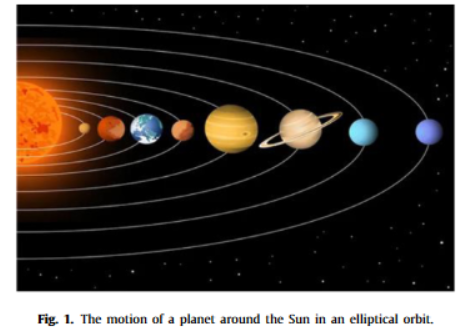 Fig. 1. The motion of a planet around the Sun in an elliptical orbit.